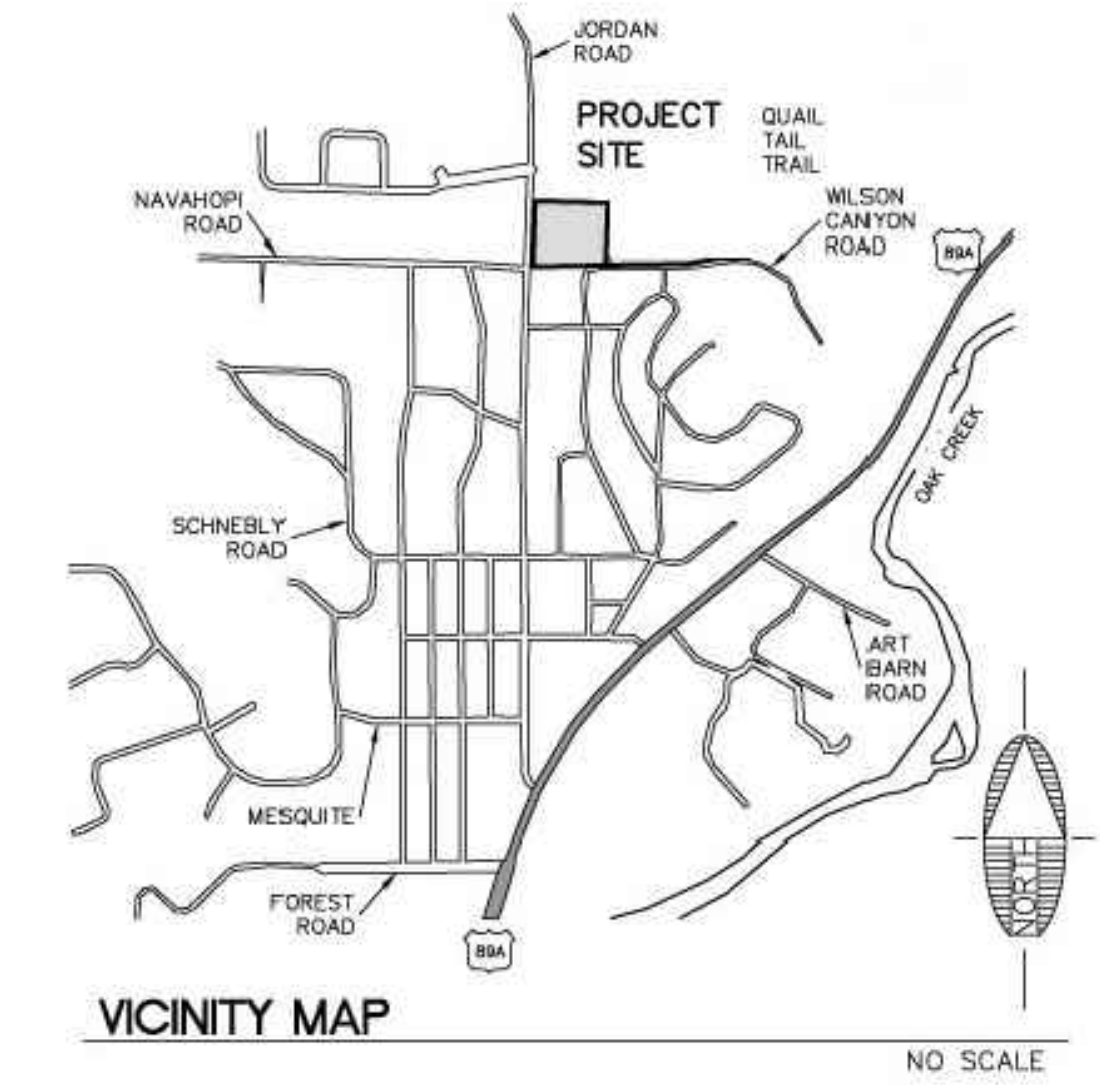 JORDAN
ROAD
PROJECT
SITE
QUAIL
TAIL
TRAIL
NAVAHOPI
ROAD
WILSON
CANYON
ROAD
89A
OAK CREEK
SCHNEBLY
ROAD
ART
BARN
ROAD
MESQUITE
FOREST
ROAD
89A
NORTH
VICINITY MAP
NO SCALE